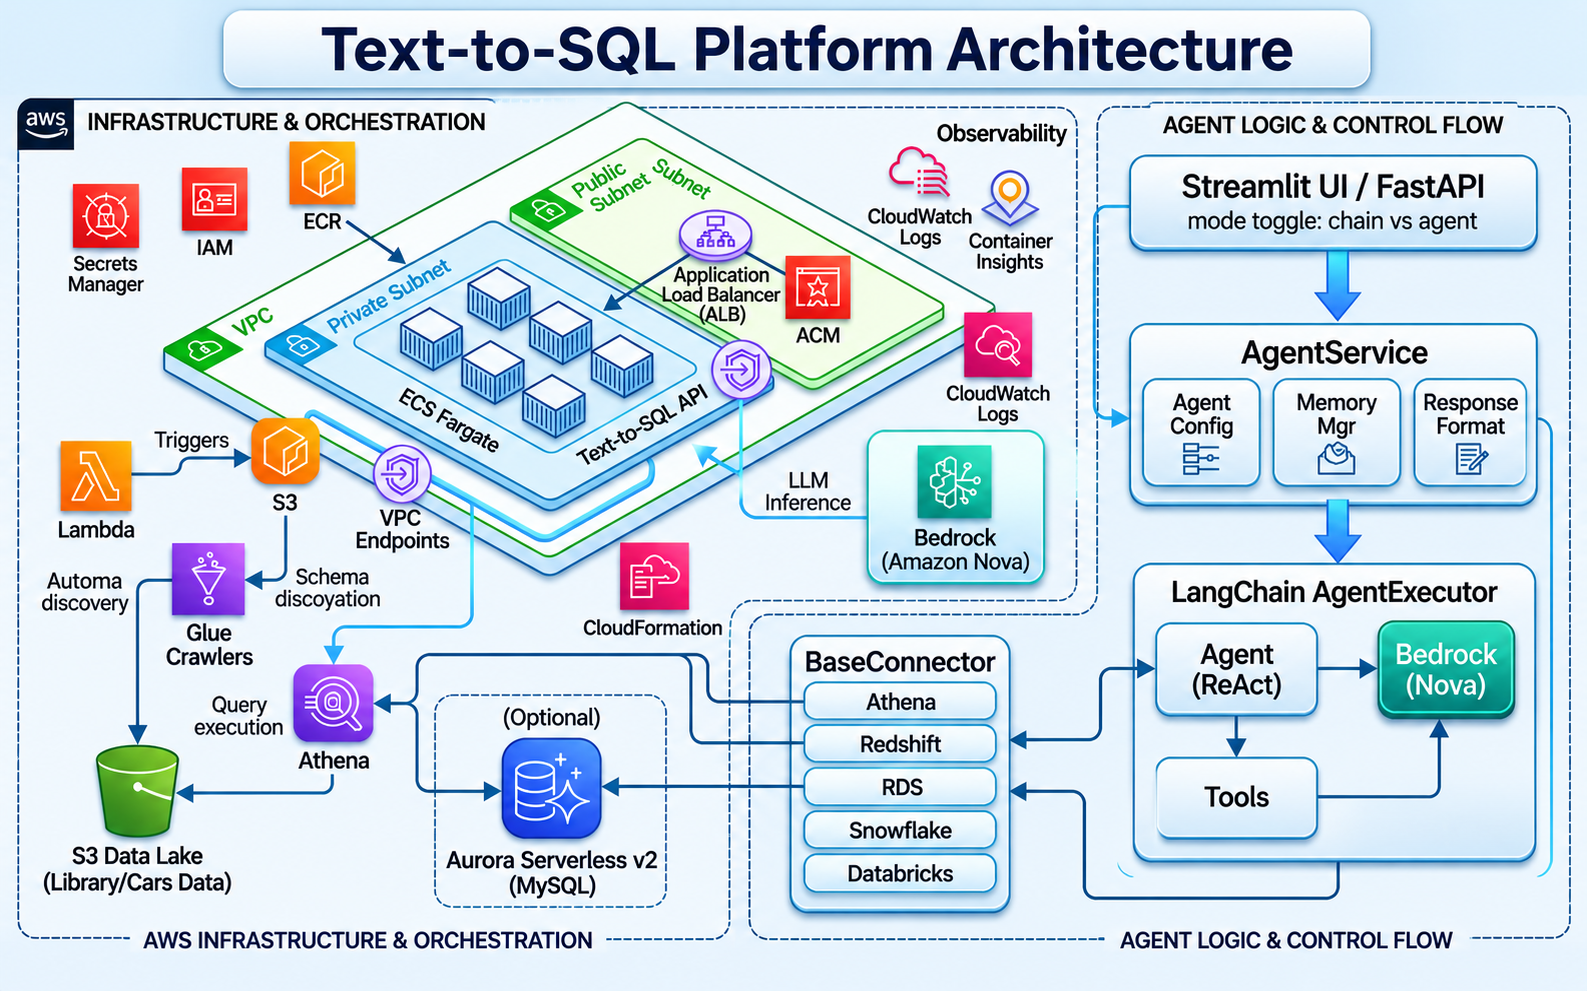 Text-to-SQL Platform Architecture
aws
INFRASTRUCTURE & ORCHESTRATION
Secrets
Manager
IAM
ECR
VPC
Private Subnet
Public
Subnet
Subnet
Application
Load Balancer
(ALB)
ACM
ECS Fargate
Text-to-SQL API
Observability
CloudWatch
Logs
Container
Insights
CloudWatch
Logs
Lambda
Triggers
S3
VPC
Endpoints
LLM
Inference
Bedrock
(Amazon Nova)
CloudFormation
Automa
discovery
Schema
discoyation
Glue
Crawlers
Query
execution
Athena
S3 Data Lake
(Library/Cars Data)
(Optional)
Aurora Serverless v2
(MySQL)
AWS INFRASTRUCTURE & ORCHESTRATION
AGENT LOGIC & CONTROL FLOW
Streamlit UI / FastAPI
mode toggle: chain vs agent
AgentService
Agent
Config
Memory
Mgr
Response
Format
LangChain AgentExecutor
Agent
(ReAct)
Bedrock
(Nova)
Tools
BaseConnector
Athena
Redshift
RDS
Snowflake
Databricks
AGENT LOGIC & CONTROL FLOW